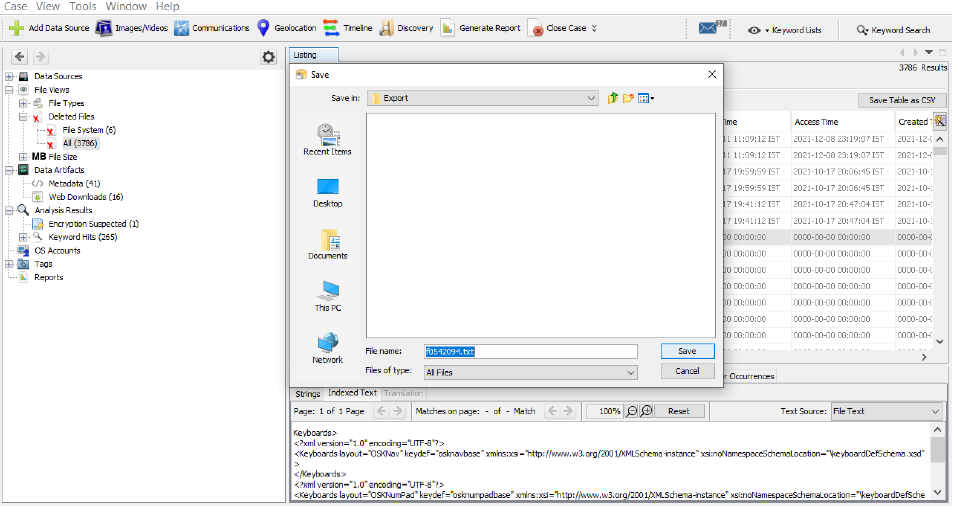 Case View Tools Window Help
Add Data Source Images/Videos Communications Geolocation Timeline Discovery Generate Report Close Case Keyword Lists Keyword Search
Listing
3786 Results
Save Table as CSV
Data Sources
File Views
File Types
Deleted Files
File System (6)
All (3786)
MB File Size
Data Artifacts
Metadata (41)
Web Downloads (16)
Analysis Results
Encryption Suspected (1)
Keyword Hits (265)
OS Accounts
Tags
Reports
Save
Save in: Export
Recent Items
Desktop
Documents
This PC
Network
File name: f0542094.txt
Save
Files of type: All Files
Cancel
Access Time Created
11 11:09:12 IST 2021-12-08 23:19:07 IST 2021-10-
11 11:09:12 IST 2021-12-08 23:19:07 IST 2021-10-
17 19:59:59 IST 2021-10-17 20:06:45 IST 2021-10-
17 19:59:59 IST 2021-10-17 20:06:45 IST 2021-10-
17 19:41:12 IST 2021-10-17 20:47:04 IST 2021-10-
17 19:41:12 IST 2021-10-17 20:47:04 IST 2021-10-
00 00:00:00 0000-00-00 00:00:00 0000-00-
00 00:00:00 0000-00-00 00:00:00 0000-00-
00 00:00:00 0000-00-00 00:00:00 0000-00-
00 00:00:00 0000-00-00 00:00:00 0000-00-
00 00:00:00 0000-00-00 00:00:00 0000-00-
00 00:00:00 0000-00-00 00:00:00 0000-00-
00 00:00:00 0000-00-00 00:00:00 0000-00-
Occurrences
Strings Indexed Text Translation
Page: 1 of 1 Page Matches on page: - of - Match 100% Reset Text Source: File Text
Keyboards>
<?xml version="1.0" encoding="UTF-8"?>
<Keyboards layout="OSKNav" keydef="osknavbase" xmlns:xsi="http://www.w3.org/2001/XMLSchema-instance" xsi:noNamespaceSchemaLocation="\keyboardDefSchema.xsd"
>
</Keyboards>
<?xml version="1.0" encoding="UTF-8"?>
<Keyboards layout="OSKNumPad" keydef="osknumpadbase" xmlns:xsi="http://www.w3.org/2001/XMLSchema-instance" xsi:noNamespaceSchemaLocation="\keyboardDefSche